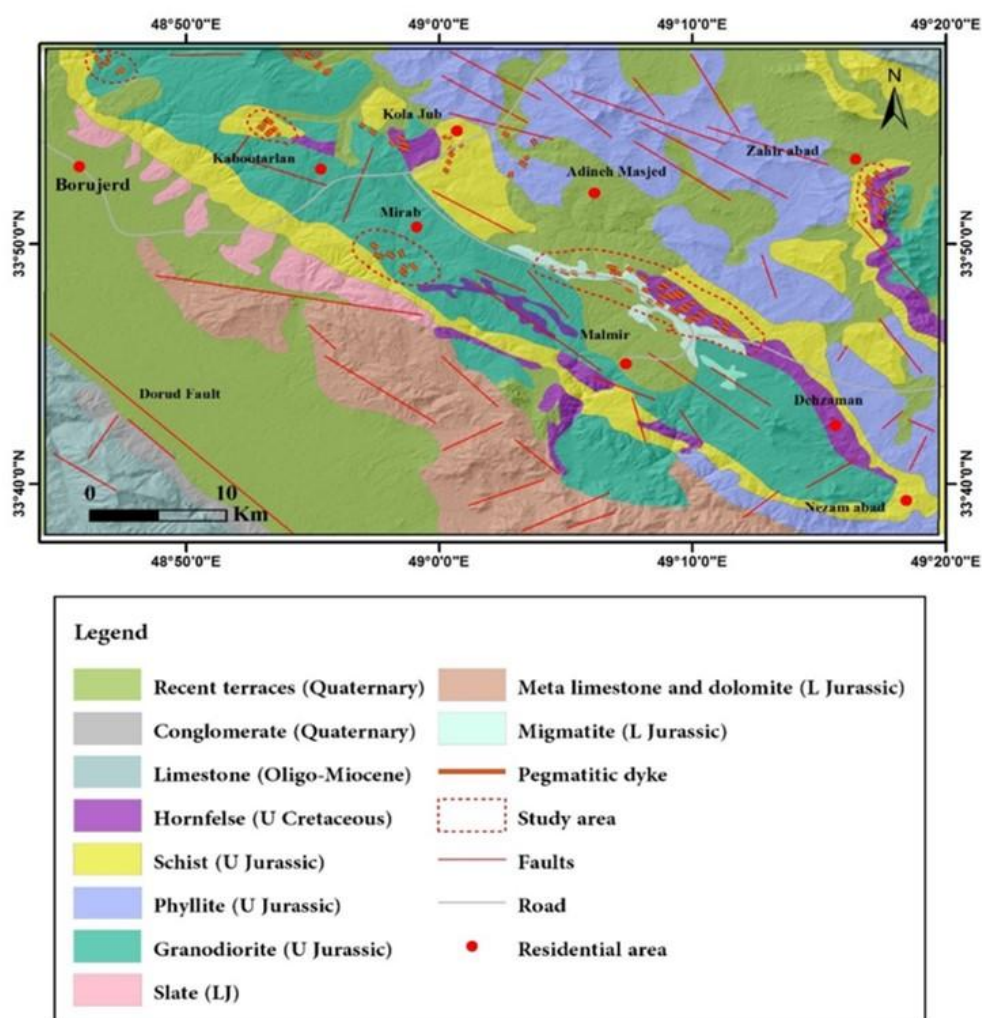 48°50'0"E 49°0'0"E 49°10'0"E 49°20'0"E
N
Kola Jub
Zahir abad
Kabootarlan
Adineh Masjed
Borujerd
Mirab
33°50'0"N 33°50'0"N
Malmir
Dorud Fault
Dehzaman
33°40'0"N 33°40'0"N
0 10
Km
Nezam abad
48°50'0"E 49°0'0"E 49°10'0"E 49°20'0"E
Legend
Recent terraces (Quaternary)
Conglomerate (Quaternary)
Limestone (Oligo-Miocene)
Hornfelse (U Cretaceous)
Schist (U Jurassic)
Phyllite (U Jurassic)
Granodiorite (U Jurassic)
Slate (LJ)
Meta limestone and dolomite (L Jurassic)
Migmatite (L Jurassic)
Pegmatitic dyke
Study area
Faults
Road
Residential area